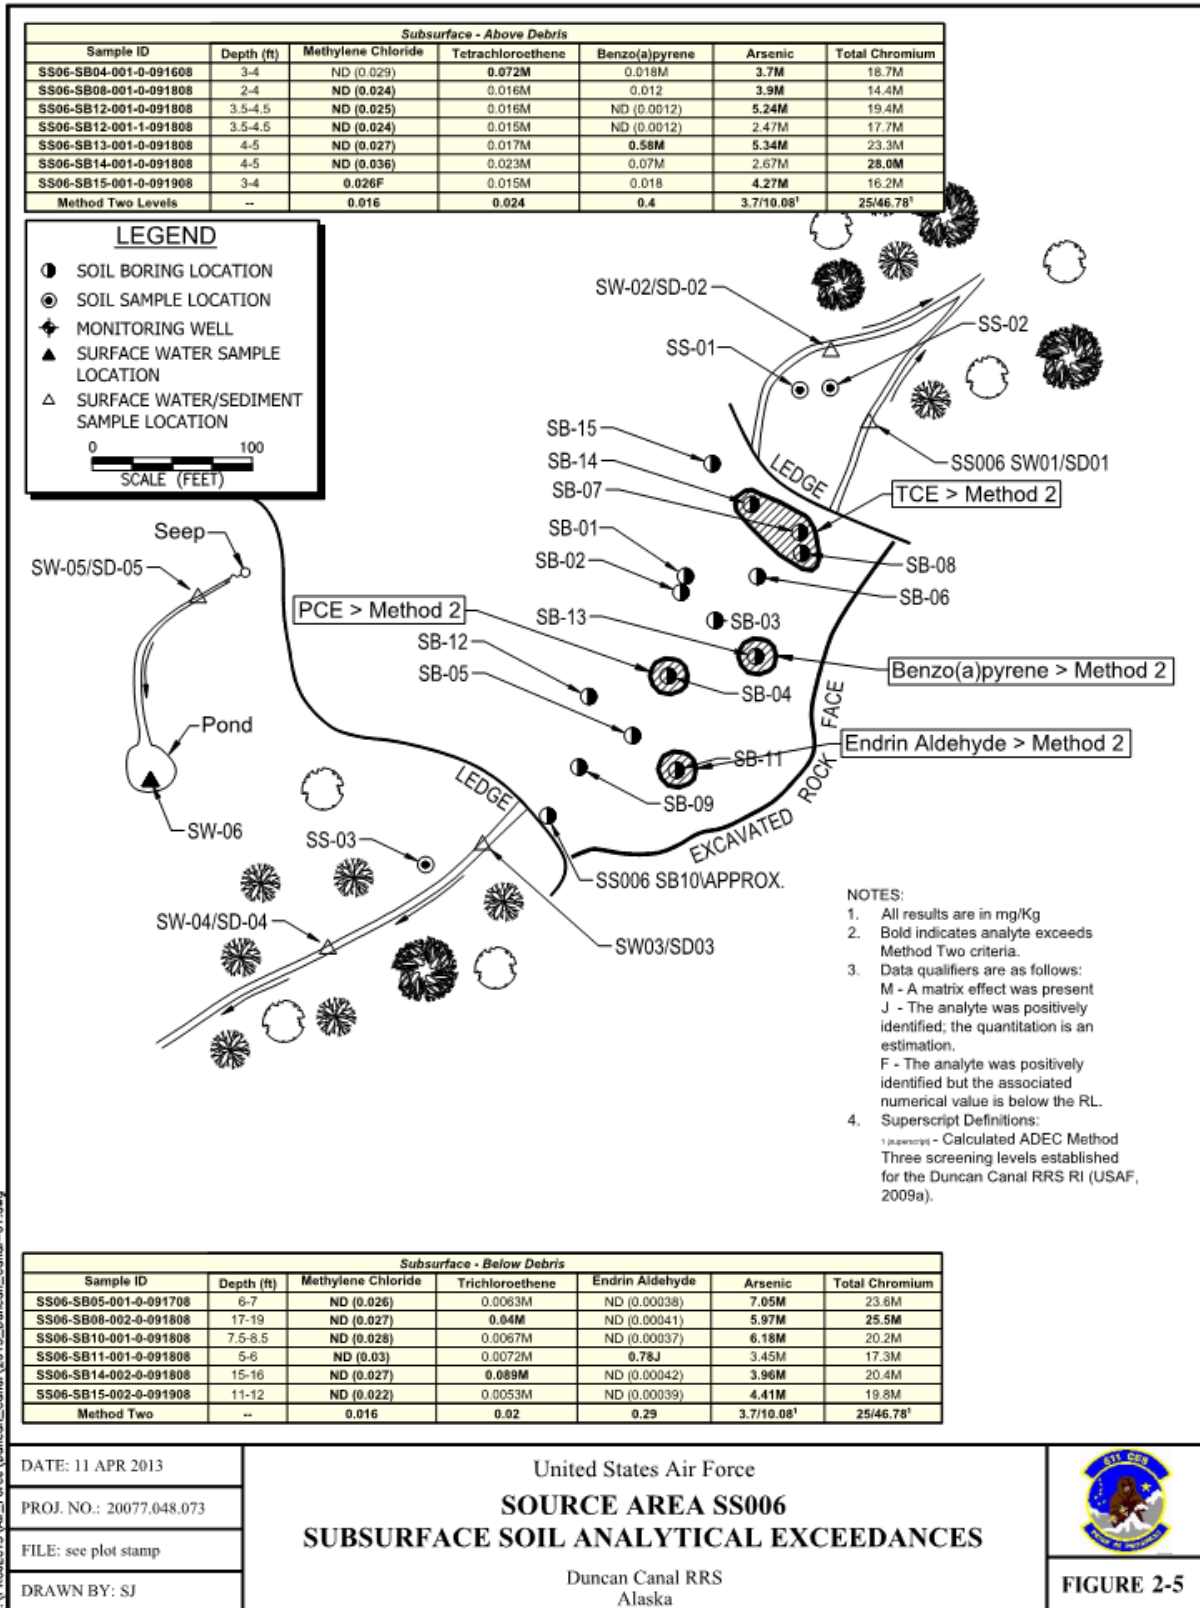 Subsurface - Above Debris
Sample ID Depth (ft) Methylene Chloride Tetrachloroethene Benzo(a)pyrene Arsenic Total Chromium
SS06-SB04-001-0-091608 3-4 ND (0.029) 0.072M 0.018M 3.7M 18.7M
SS06-SB08-001-0-091808 2-4 ND (0.024) 0.016M 0.012 3.9M 14.4M
SS06-SB12-001-0-091808 3.5-4.5 ND (0.025) 0.016M ND (0.0012) 5.24M 19.4M
SS06-SB12-001-1-091808 3.5-4.5 ND (0.024) 0.015M ND (0.0012) 2.47M 17.7M
SS06-SB13-001-0-091808 4-5 ND (0.027) 0.017M 0.58M 5.34M 23.3M
SS06-SB14-001-0-091808 4-5 ND (0.036) 0.023M 0.07M 2.67M 28.0M
SS06-SB15-001-0-091908 3-4 0.026F 0.015M 0.018 4.27M 16.2M
Method Two Levels -- 0.016 0.024 0.4 3.7/10.08¹ 25/46.78¹
LEGEND
SOIL BORING LOCATION
SOIL SAMPLE LOCATION
MONITORING WELL
SURFACE WATER SAMPLE
LOCATION
SURFACE WATER/SEDIMENT
SAMPLE LOCATION
0 100
SCALE (FEET)
SW-02/SD-02
SS-02
SS-01
SB-15
SB-14
LEDGE
SS006 SW01/SD01
SB-07
TCE > Method 2
SB-01
Seep
SB-02
SB-08
SW-05/SD-05
SB-06
PCE > Method 2
SB-13
SB-03
SB-12
SB-05
Benzo(a)pyrene > Method 2
SB-04
Pond
Endrin Aldehyde > Method 2
SB-11
LEDGE
SB-09
EXCAVATED ROCK FACE
SW-06
SS-03
SS006 SB10\APPROX.
SW-04/SD-04
SW03/SD03
NOTES:
1. All results are in mg/Kg
2. Bold indicates analyte exceeds
Method Two criteria.
3. Data qualifiers are as follows:
M - A matrix effect was present
J - The analyte was positively
identified; the quantitation is an
estimation.
F - The analyte was positively
identified but the associated
numerical value is below the RL.
4. Superscript Definitions:
1 (superscript) - Calculated ADEC Method
Three screening levels established
for the Duncan Canal RRS RI (USAF,
2009a).
Subsurface - Below Debris
Sample ID Depth (ft) Methylene Chloride Trichloroethene Endrin Aldehyde Arsenic Total Chromium
SS06-SB05-001-0-091708 6-7 ND (0.026) 0.0063M ND (0.00038) 7.05M 23.6M
SS06-SB08-002-0-091808 17-19 ND (0.027) 0.04M ND (0.00041) 5.97M 25.5M
SS06-SB10-001-0-091808 7.5-8.5 ND (0.028) 0.0067M ND (0.00037) 6.18M 20.2M
SS06-SB11-001-0-091808 5-6 ND (0.03) 0.0072M 0.78J 3.45M 17.3M
SS06-SB14-002-0-091808 15-16 ND (0.027) 0.089M ND (0.00042) 3.96M 20.4M
SS06-SB15-002-0-091908 11-12 ND (0.022) 0.0053M ND (0.00039) 4.41M 19.8M
Method Two -- 0.016 0.02 0.29 3.7/10.08¹ 25/46.78¹
DATE: 11 APR 2013
PROJ. NO.: 20077.048.073
FILE: see plot stamp
DRAWN BY: SJ
United States Air Force
SOURCE AREA SS006
SUBSURFACE SOIL ANALYTICAL EXCEEDANCES
Duncan Canal RRS
Alaska
611 CES
FIGURE 2-5